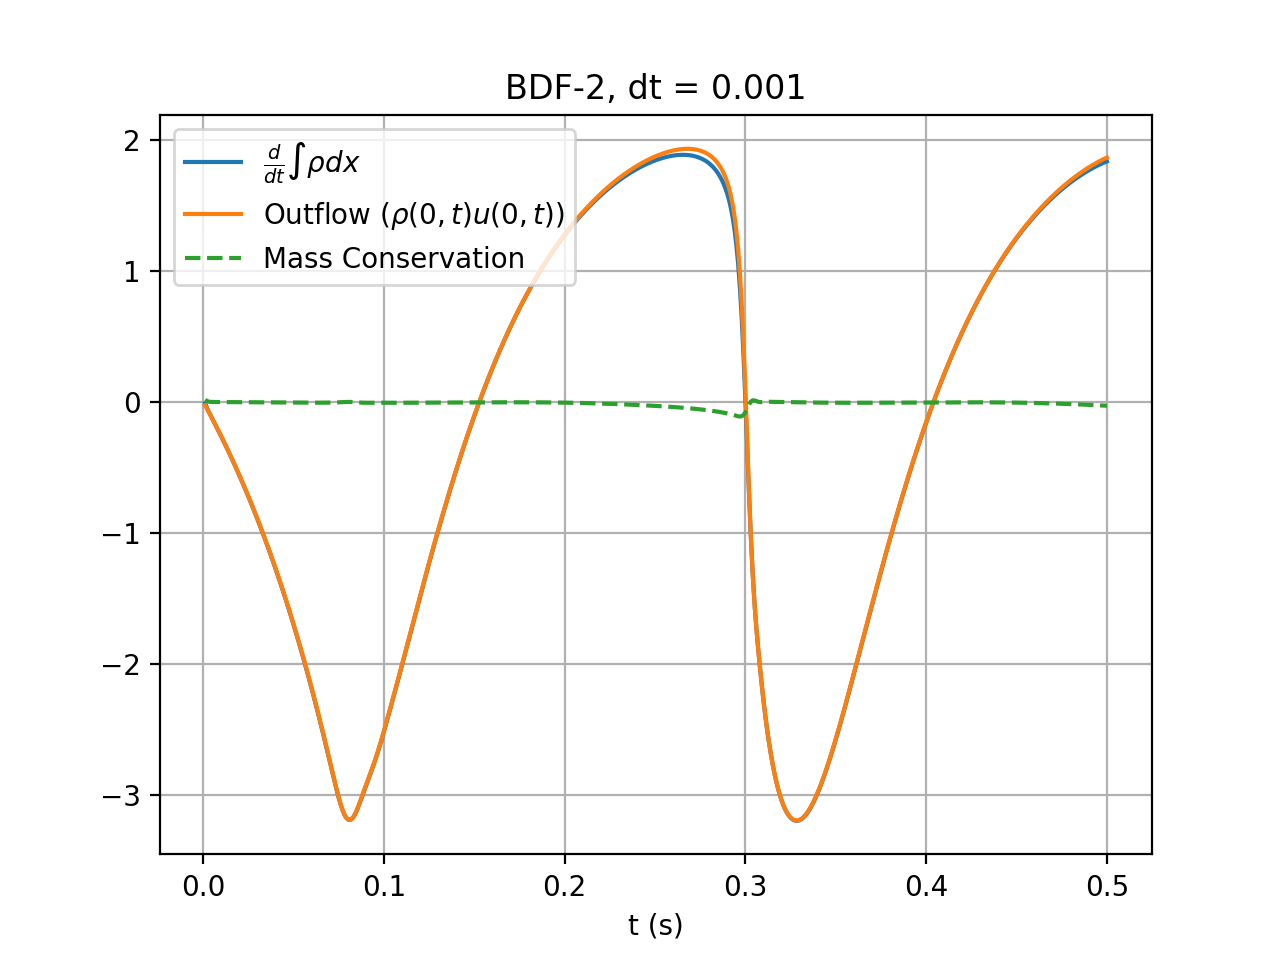 BDF-2, dt = 0.001
d/dt ∫ρdx
Outflow (ρ(0, t)u(0, t))
Mass Conservation
2
1
0
−1
−2
−3
0.0 0.1 0.2 0.3 0.4 0.5
t (s)